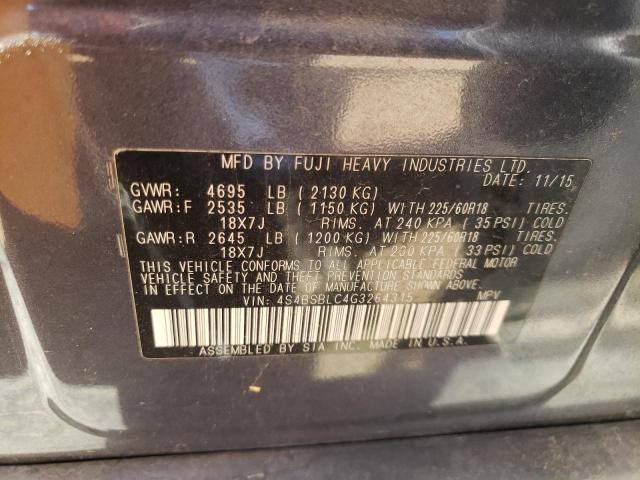 MFD BY FUJI HEAVY INDUSTRIES LTD.
DATE: 11/15
GVWR: 4695 LB (2130 KG)
GAWR:F 2535 LB (1150 KG) WITH 225/60R18 TIRES.
18X7J RIMS. AT 240 KPA (35 PSI) COLD
GAWR:R 2645 LB (1200 KG) WITH 225/60R18 TIRES.
18X7J RIMS. AT 230 KPA (33 PSI) COLD
THIS VEHICLE CONFORMS TO ALL APPLICABLE FEDERAL MOTOR
VEHICLE SAFETY AND THEFT PREVENTION STANDARDS
IN EFFECT ON THE DATE OF MANUFACTURE SHOWN ABOVE.
VIN: 4S4BSBLC4G3264315 MPV
ASSEMBLED BY SIA INC. MADE IN U.S.A.